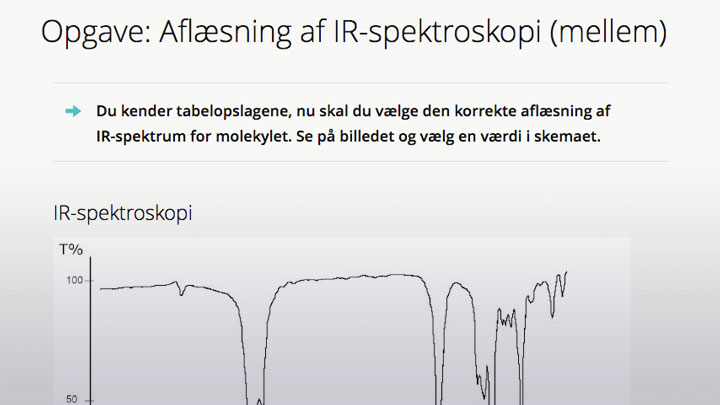 Opgave: Aflæsning af IR-spektroskopi (mellem)
Du kender tabelopslagene, nu skal du vælge den korrekte aflæsning af
IR-spektrum for molekylet. Se på billedet og vælg en værdi i skemaet.
IR-spektroskopi
T%
100
50